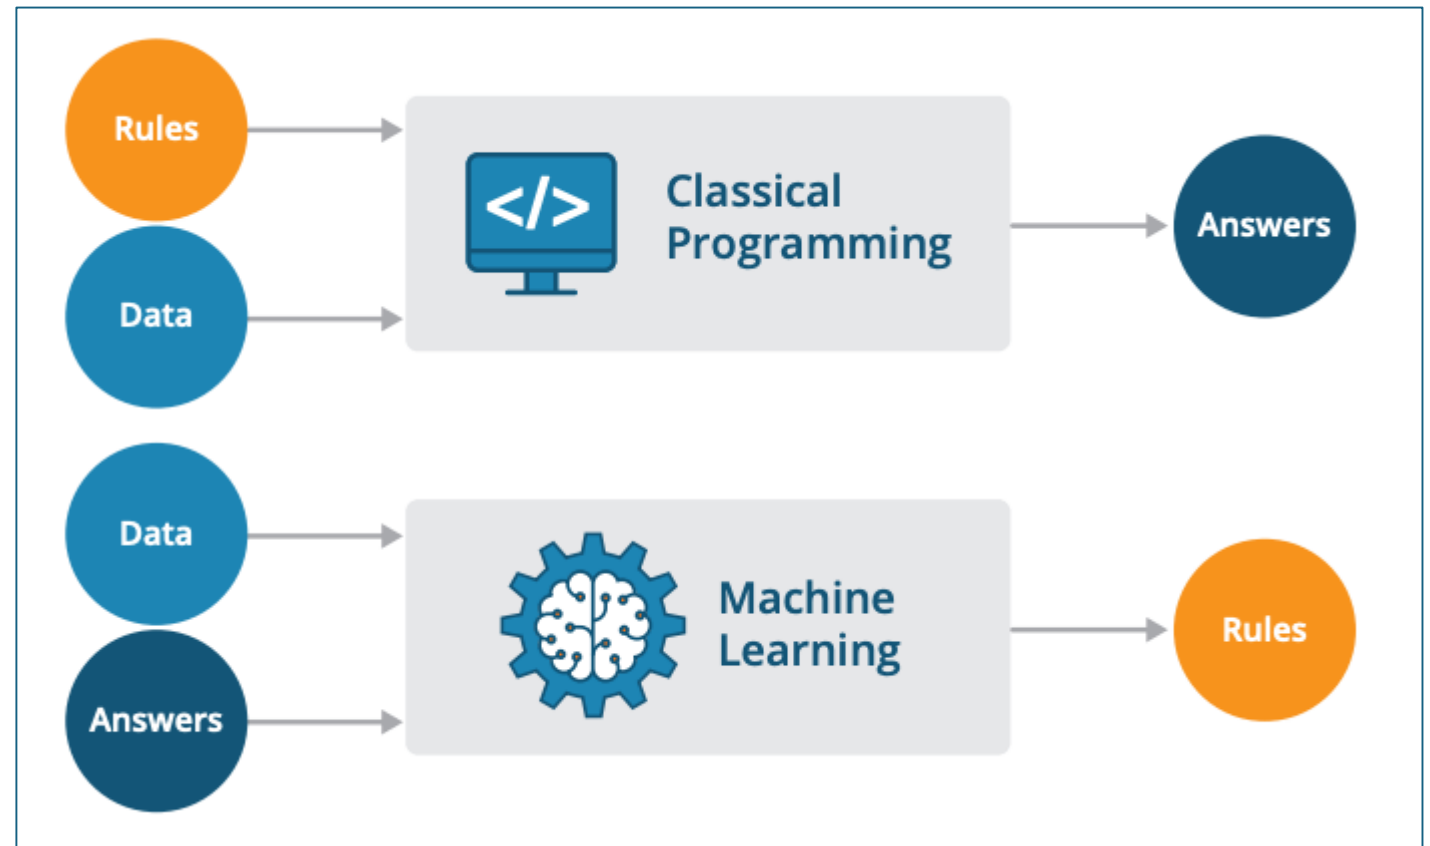 Rules
Data
</>
Classical
Programming
Answers
Data
Answers
Machine
Learning
Rules